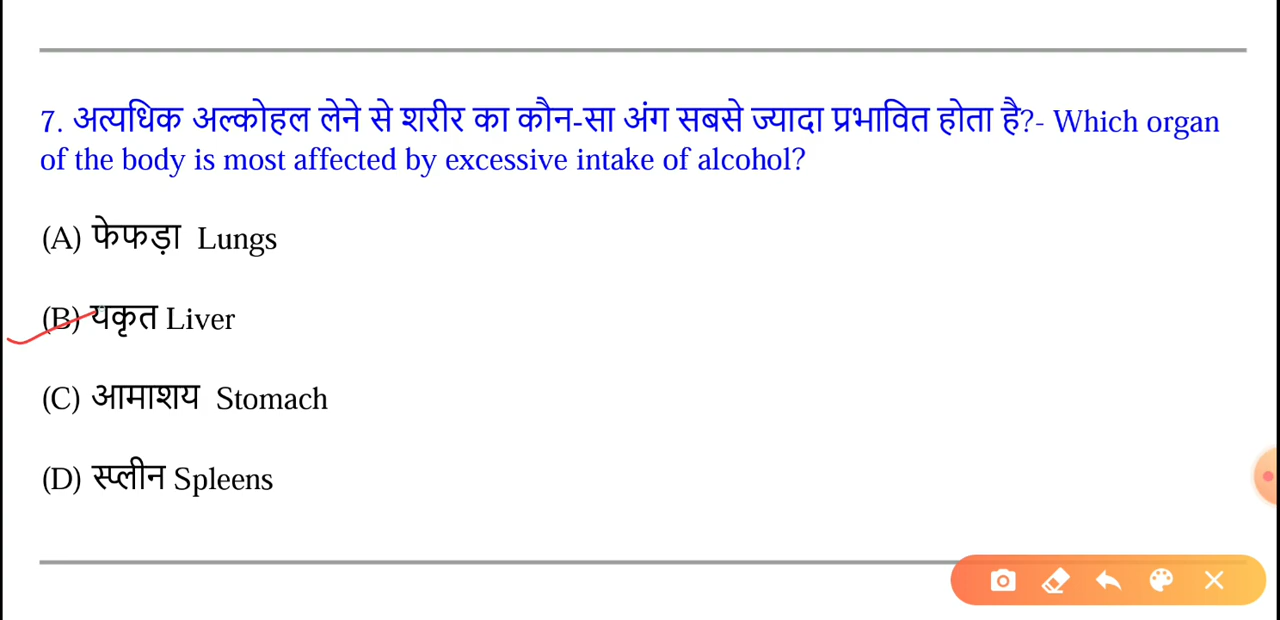 7. अत्यधिक अल्कोहल लेने से शरीर का कौन-सा अंग सबसे ज्यादा प्रभावित होता है?- Which organ
of the body is most affected by excessive intake of alcohol?
(A) फेफड़ा Lungs
(B) यकृत Liver
(C) आमाशय Stomach
(D) स्प्लीन Spleens